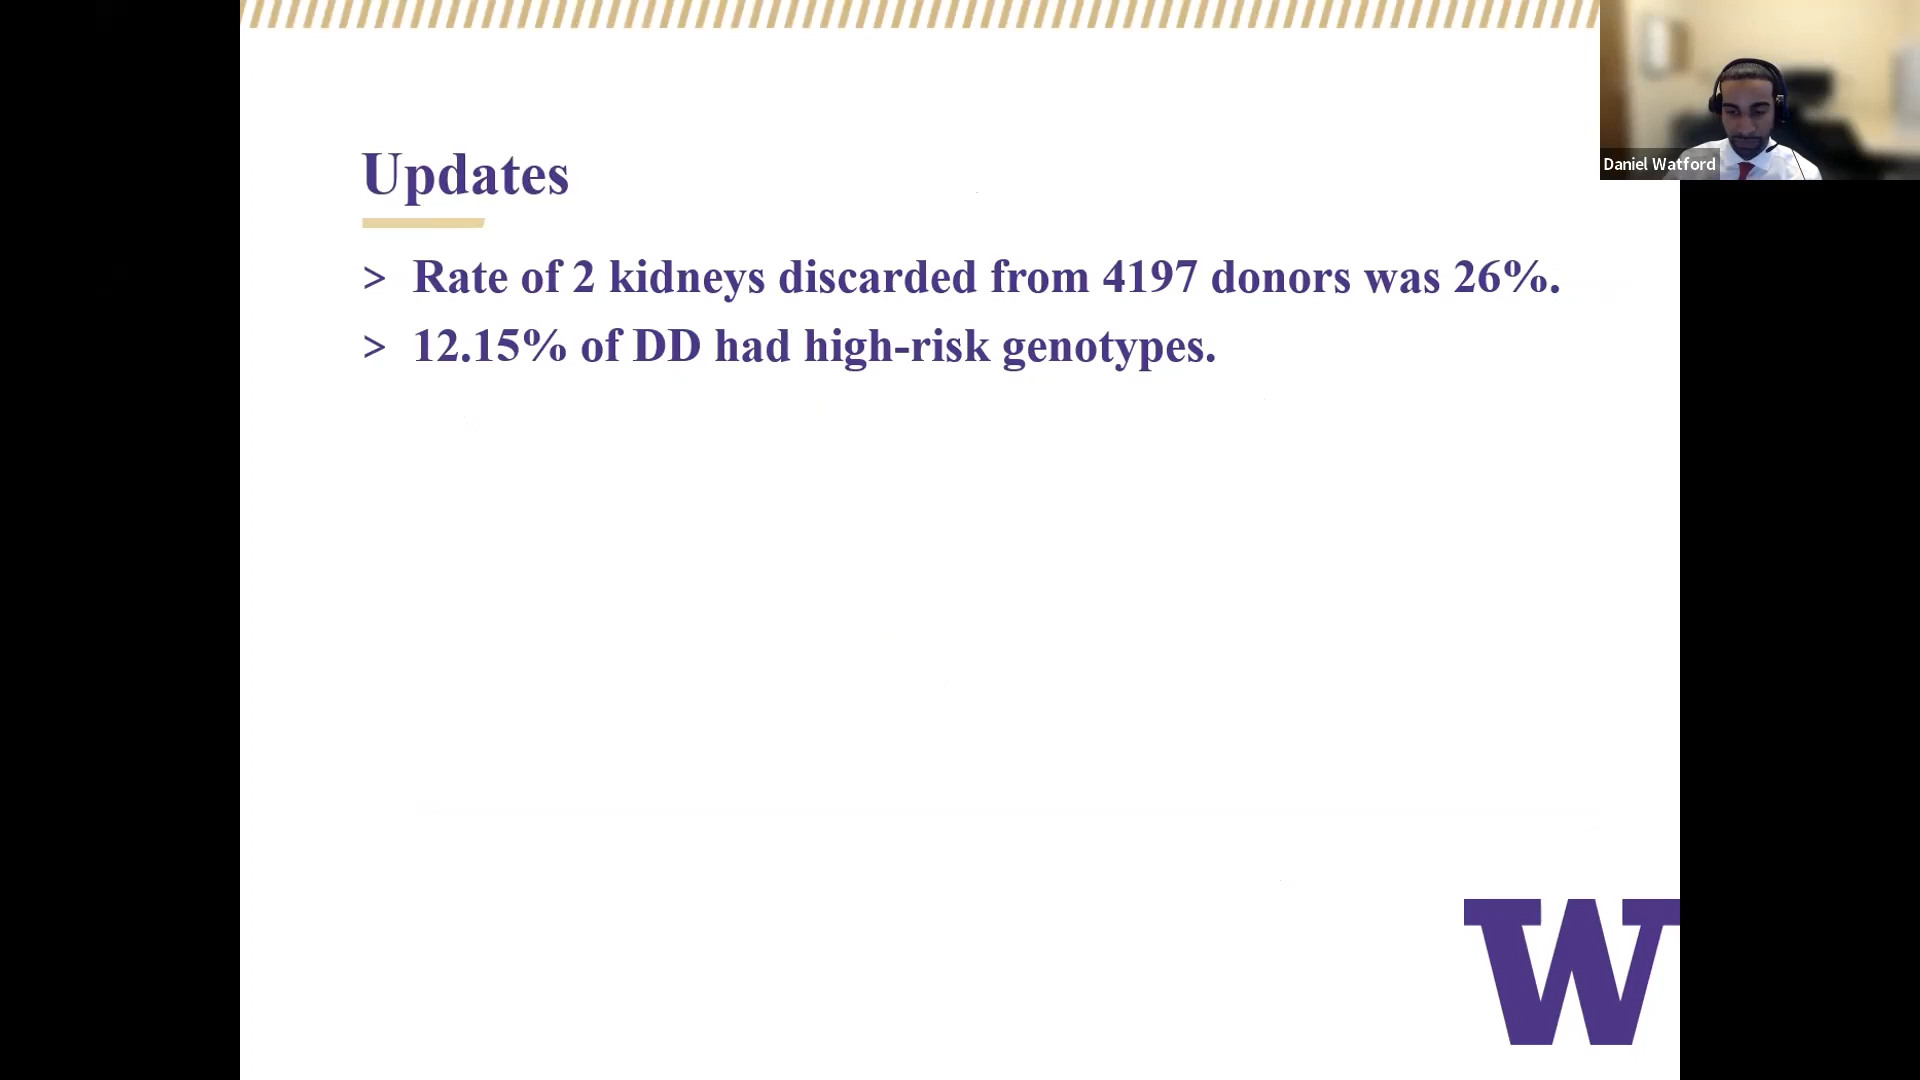 Updates
> Rate of 2 kidneys discarded from 4197 donors was 26%.
> 12.15% of DD had high-risk genotypes.
Daniel Watford
W